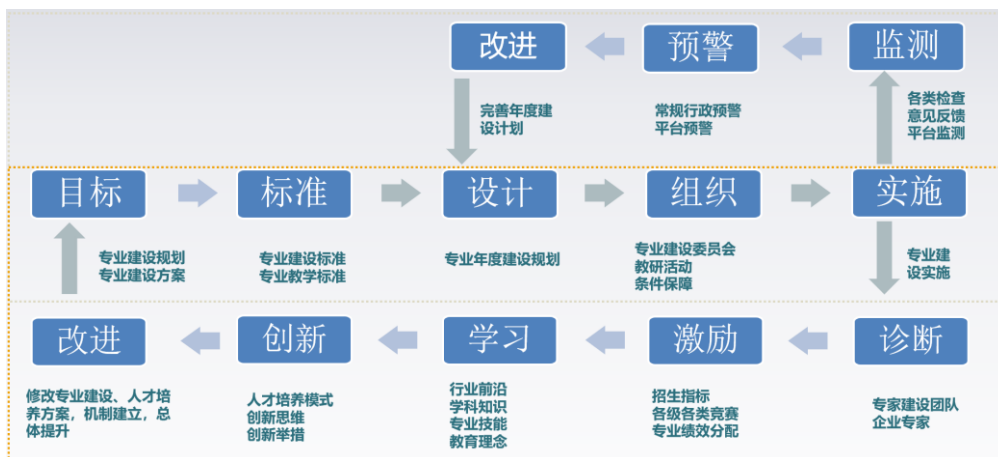 改进
预警
监测
完善年度建
设计划
常规行政预警
平台预警
各类检查
意见反馈
平台监测
目标
标准
设计
组织
实施
专业建设规划
专业建设方案
专业建设标准
专业教学标准
专业年度建设规划
专业建设委员会
教研活动
条件保障
专业建
设实施
改进
创新
学习
激励
诊断
修改专业建设、人才培
养方案，机制建立，总
体提升
人才培养模式
创新思维
创新举措
行业前沿
学科知识
专业技能
教育理念
招生指标
各级各类竞赛
专业绩效分配
专家建设团队
企业专家